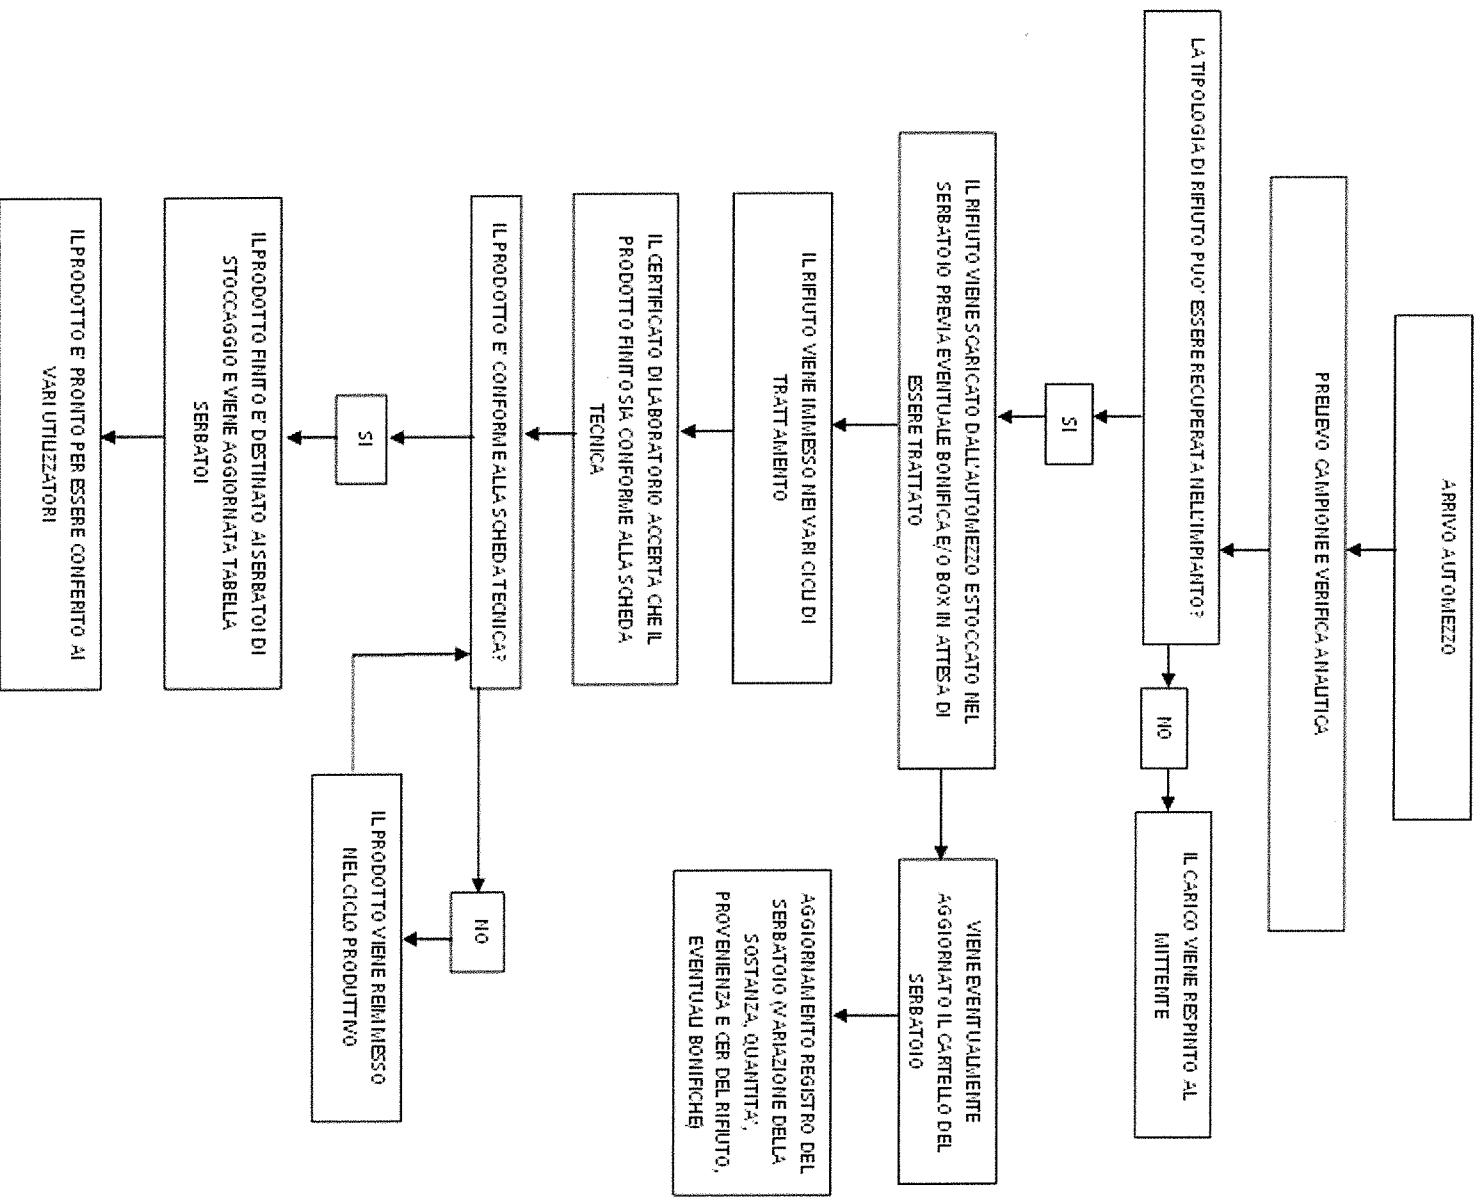 ARRIVO AUTOMEZZO
PRELIEVO CAMPIONE E VERIFICA ANALITICA
LA TIPOLOGIA DI RIFIUTO PUO' ESSERE RECUPERATA NELL'IMPIANTO?
NO
IL CARICO VIENE RESPINTO AL
MITTENTE
SI
IL RIFIUTO VIENE SCARICATO DALL'AUTOMEZZO E STOCCATO NEL
SERBATOIO PREVIA EVENTUALE BONIFICA E/O BOX IN ATTESA DI
ESSERE TRATTATO
VIENE EVENTUALMENTE
AGGIORNATO IL CARTELLO DEL
SERBATOIO
IL RIFIUTO VIENE IMMESSO NEI VARI CICLI DI
TRATTAMENTO
AGGIORNAMENTO REGISTRO DEL
SERBATOIO (VARIAZIONE DELLA
SOSTANZA, QUANTITA',
PROVENIENZA E CER DEL RIFIUTO,
EVENTUALI BONIFICHE)
IL CERTIFICATO DI LABORATORIO ACCERTA CHE IL
PRODOTTO FINITO SIA CONFORME ALLA SCHEDA
TECNICA
IL PRODOTTO E' CONFORME ALLA SCHEDA TECNICA?
NO
SI
IL PRODOTTO VIENE REIMMESSO
NEL CICLO PRODUTTIVO
IL PRODOTTO FINITO E' DESTINATO AI SERBATOI DI
STOCCAGGIO E VIENE AGGIORNATA TABELLA
SERBATOI
IL PRODOTTO E' PRONTO PER ESSERE CONFERITO AI
VARI UTILIZZATORI